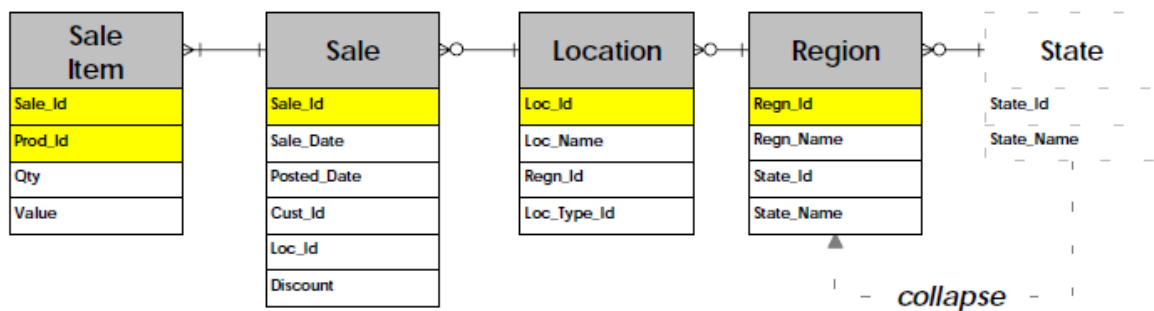 Sale
Item
Sale_Id
Prod_Id
Qty
Value
Sale
Sale_Id
Sale_Date
Posted_Date
Cust_Id
Loc_Id
Discount
Location
Loc_Id
Loc_Name
Regn_Id
Loc_Type_Id
Region
Regn_Id
Regn_Name
State_Id
State_Name
State
State_Id
State_Name
collapse